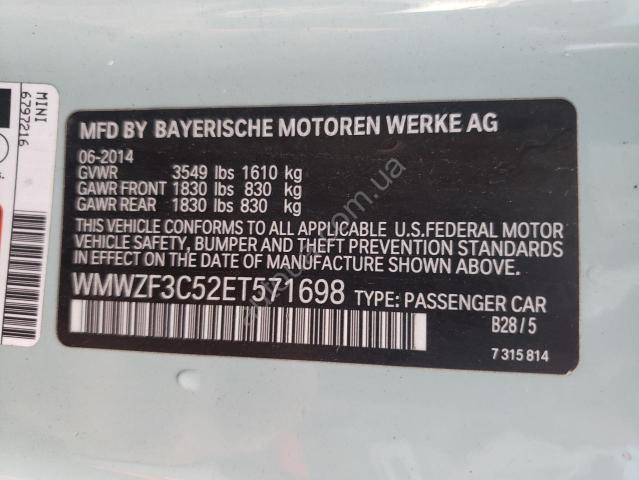 MINI
6797216
MFD BY BAYERISCHE MOTOREN WERKE AG
06-2014
GVWR 3549 lbs 1610 kg
GAWR FRONT 1830 lbs 830 kg
GAWR REAR 1830 lbs 830 kg
THIS VEHICLE CONFORMS TO ALL APPLICABLE U.S.FEDERAL MOTOR
VEHICLE SAFETY, BUMPER AND THEFT PREVENTION STANDARDS
IN EFFECT ON THE DATE OF MANUFACTURE SHOWN ABOVE.
WMWZF3C52ET571698 TYPE: PASSENGER CAR
B28/5
7 315 814